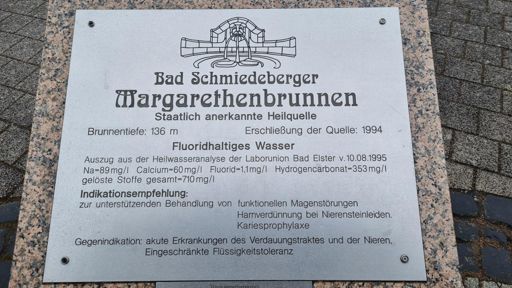 Bad Schmiedeberger
Margarethenbrunnen
Staatlich anerkannte Heilquelle
Brunnentiefe: 136 m Erschließung der Quelle: 1994
Fluoridhaltiges Wasser
Auszug aus der Heilwasseranalyse der Laborunion Bad Elster v.10.08.1995
Na=89mg/l Calcium=60mg/l Fluorid=1,1mg/l Hydrogencarbonat=353mg/l
gelöste Stoffe gesamt=710mg/l
Indikationsempfehlung:
zur unterstützenden Behandlung von funktionellen Magenstörungen
Harnverdünnung bei Nierensteinleiden.
Kariesprophylaxe
Gegenindikation: akute Erkrankungen des Verdauungstraktes und der Nieren,
Eingeschränkte Flüssigkeitstoleranz